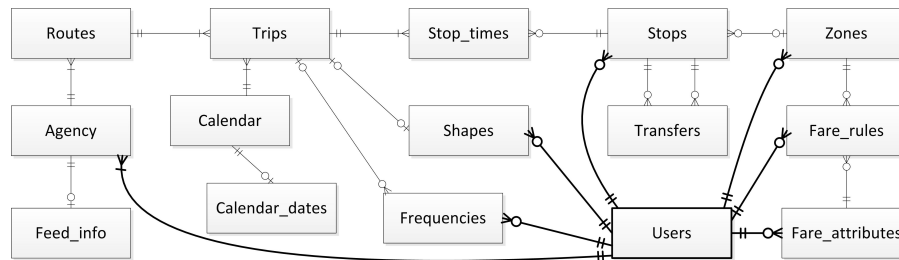 Routes
Trips
Stop_times
Stops
Zones
Agency
Calendar
Shapes
Transfers
Fare_rules
Feed_info
Calendar_dates
Frequencies
Users
Fare_attributes